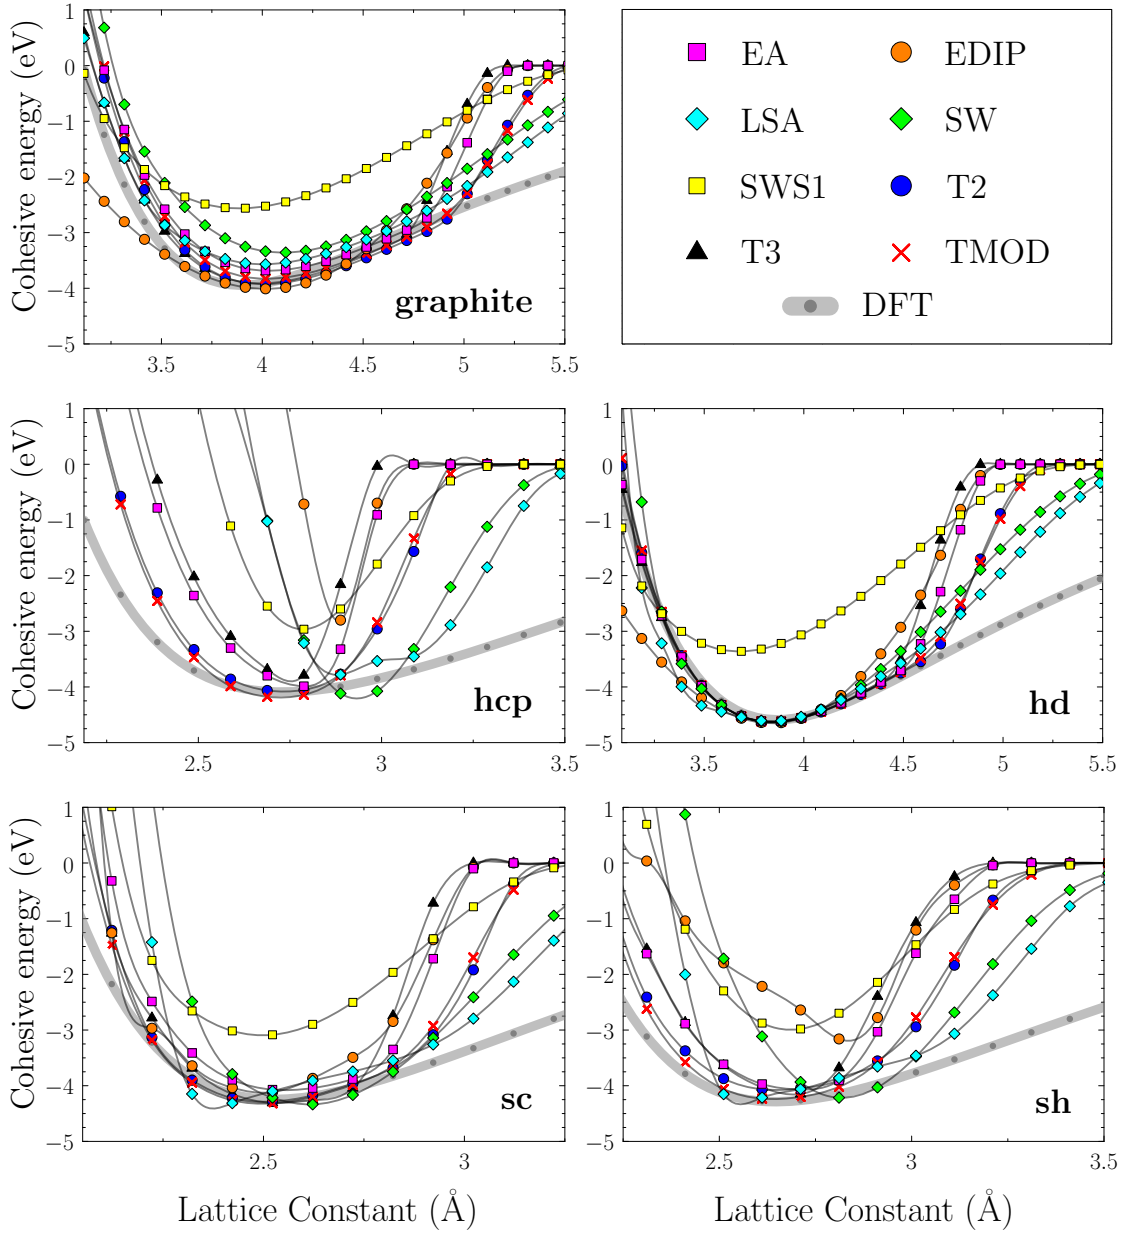 Cohesive energy (eV)
1
0
−1
−2
−3
−4
−5
3.5
4
4.5
5
5.5
graphite
EA
EDIP
LSA
SW
SWS1
T2
T3
TMOD
DFT
Cohesive energy (eV)
1
0
−1
−2
−3
−4
−5
2.5
3
3.5
hcp
1
0
−1
−2
−3
−4
−5
3.5
4
4.5
5
5.5
hd
Cohesive energy (eV)
1
0
−1
−2
−3
−4
−5
2.5
3
sc
Lattice Constant (Å)
1
0
−1
−2
−3
−4
−5
2.5
3
3.5
sh
Lattice Constant (Å)